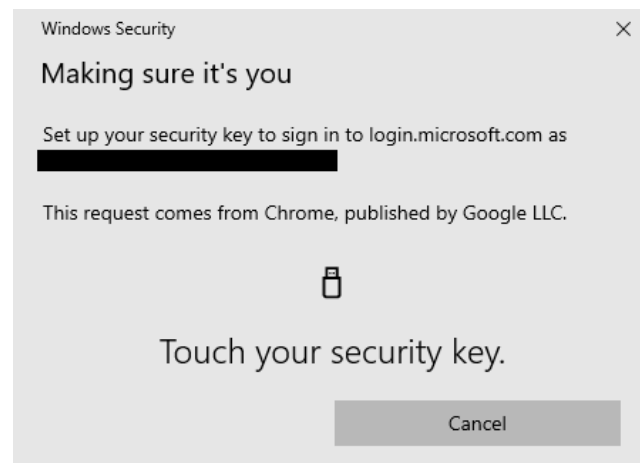 Windows Security
Making sure it's you
Set up your security key to sign in to login.microsoft.com as
This request comes from Chrome, published by Google LLC.
Touch your security key.
Cancel